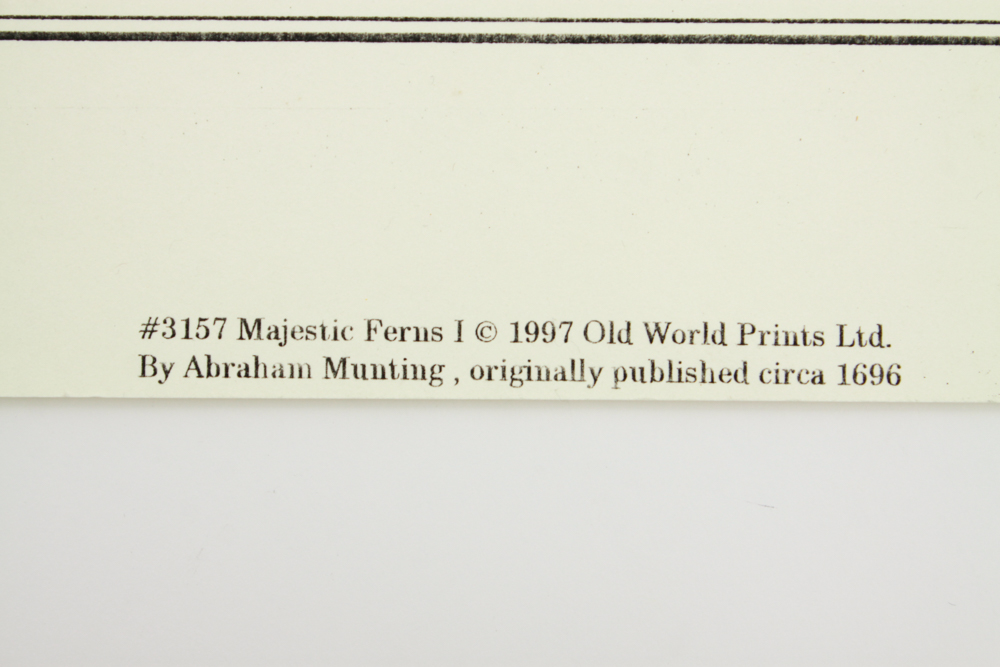 #3157 Majestic Ferns I © 1997 Old World Prints Ltd.
By Abraham Munting , originally published circa 1696